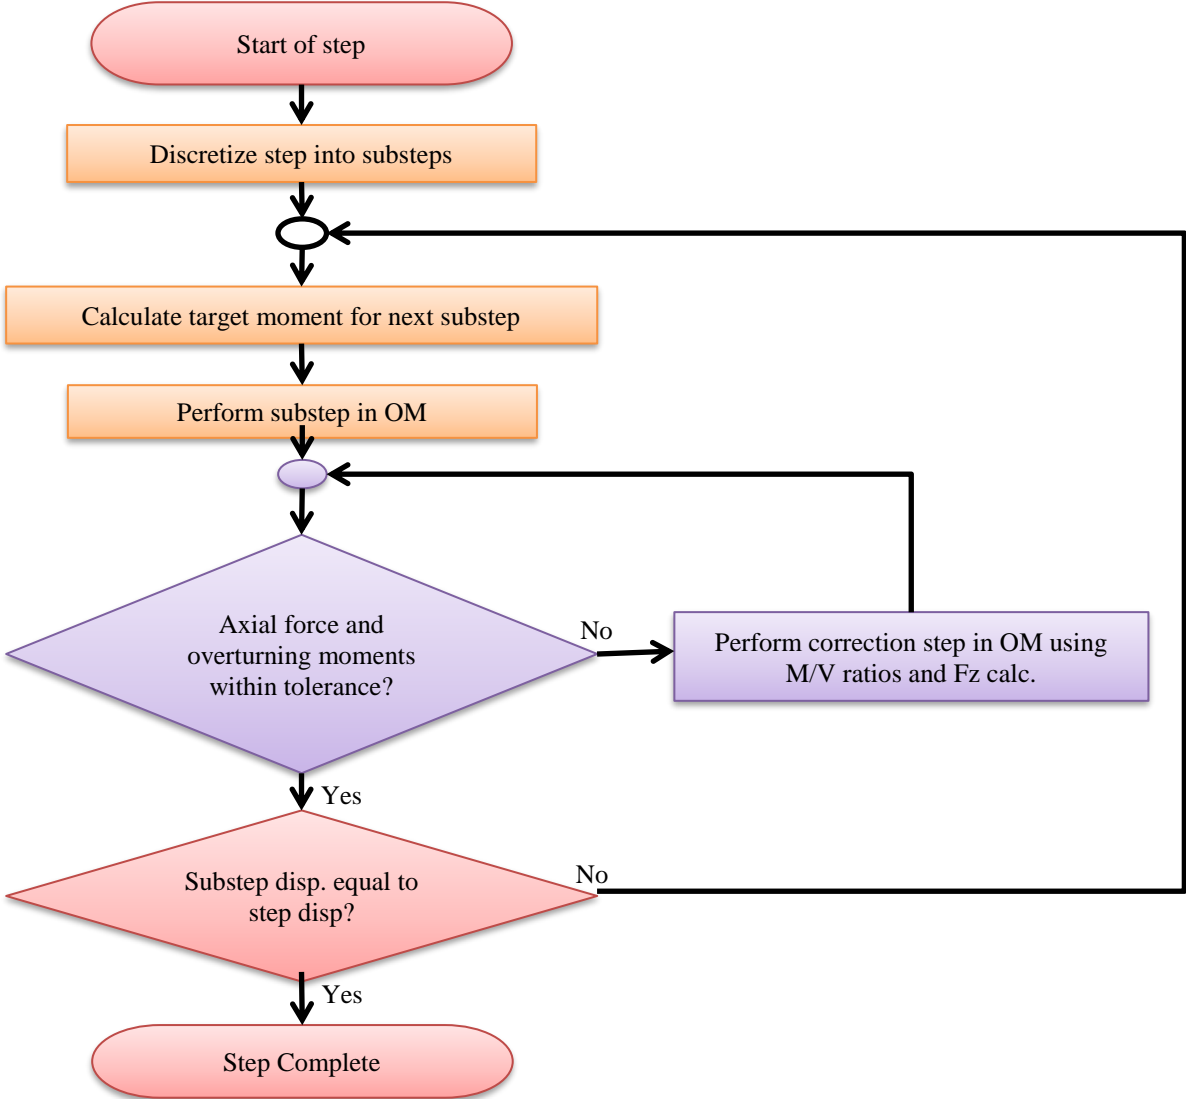 Start of step
Discretize step into substeps
Calculate target moment for next substep
Perform substep in OM
Axial force and
overturning moments
within tolerance?
No
Perform correction step in OM using
M/V ratios and Fz calc.
Yes
Substep disp. equal to
step disp?
No
Yes
Step Complete